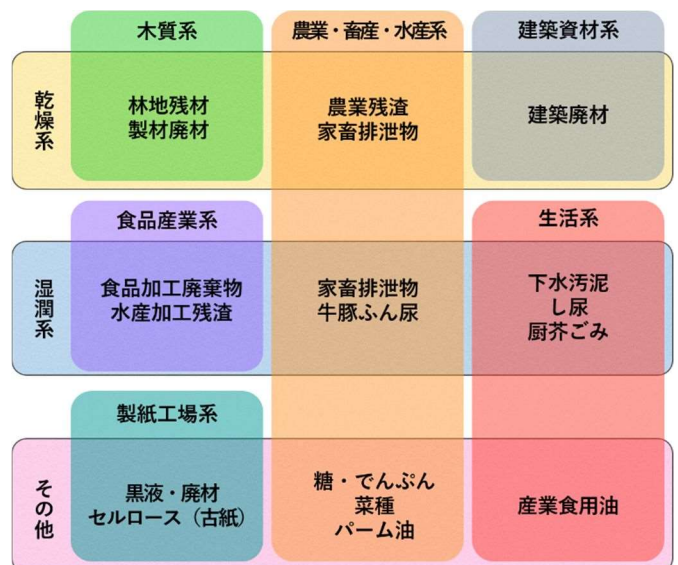 木質系
農業・畜産・水産系
建築資材系
乾燥系
林地残材
製材廃材
農業残渣
家畜排泄物
建築廃材
食品産業系
生活系
湿潤系
食品加工廃棄物
水産加工残渣
家畜排泄物
牛豚ふん尿
下水汚泥
し尿
厨芥ごみ
製紙工場系
その他
黒液・廃材
セルロース（古紙）
糖・でんぷん
菜種
パーム油
産業食用油